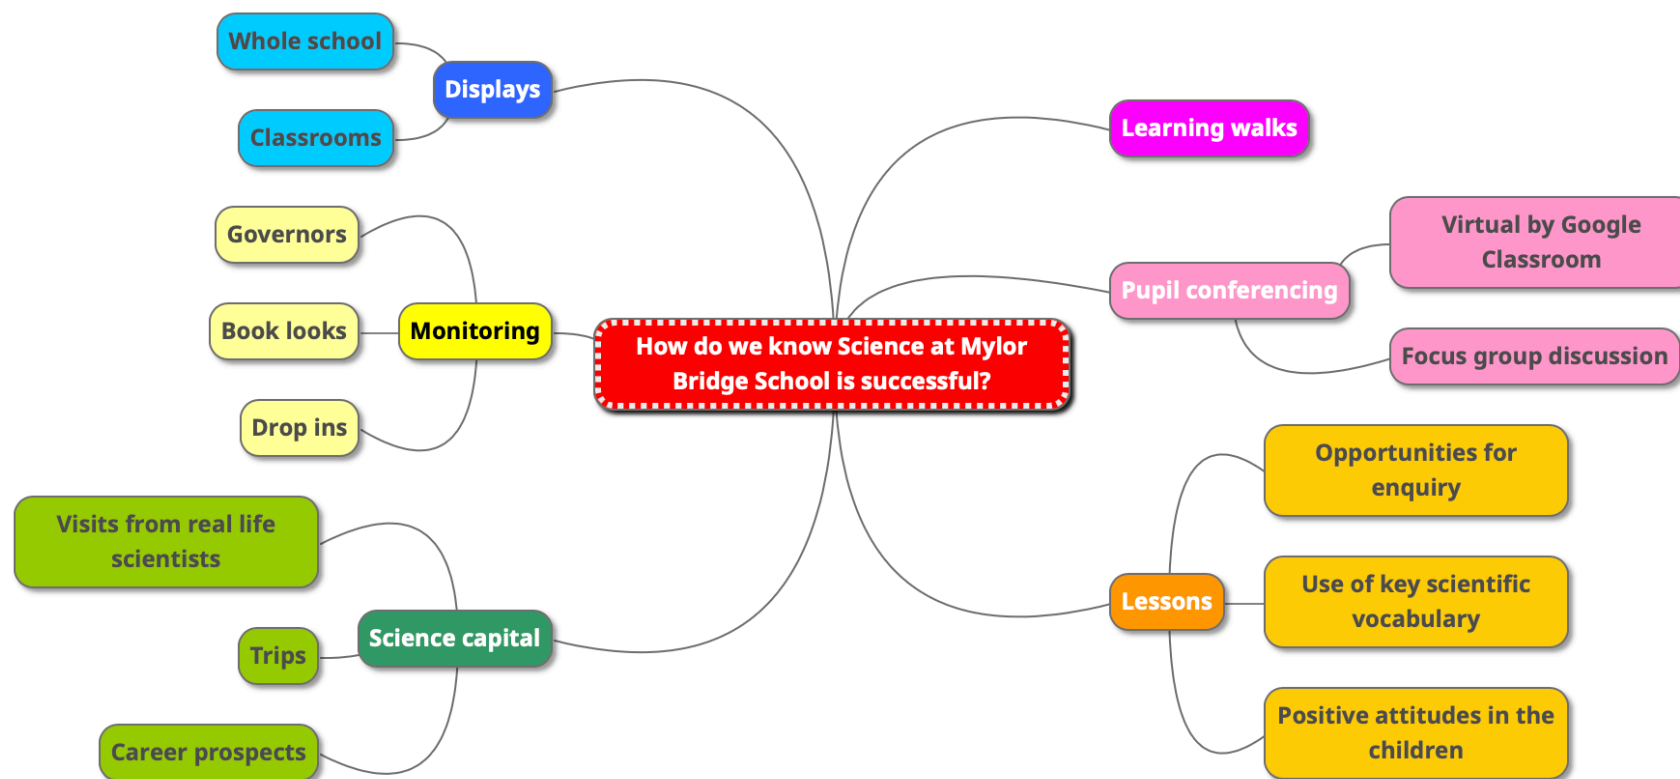 Whole school
Displays
Classrooms
Governors
Book looks
Monitoring
Drop ins
Visits from real life
scientists
Science capital
Trips
Career prospects
How do we know Science at Mylor
Bridge School is successful?
Learning walks
Virtual by Google
Classroom
Pupil conferencing
Focus group discussion
Opportunities for
enquiry
Lessons
Use of key scientific
vocabulary
Positive attitudes in the
children